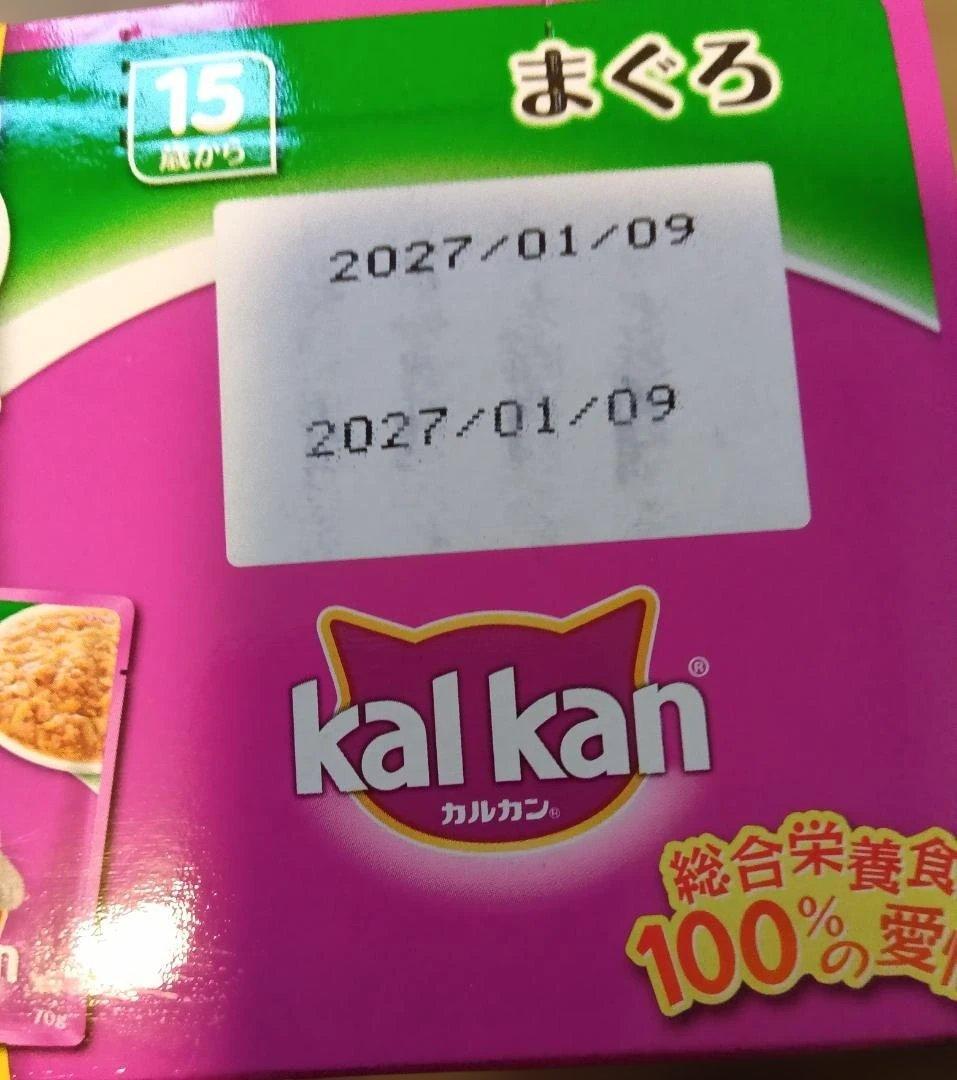 15
歳から
まぐろ
2027/01/09
2027/01/09
kal kan®
カルカン®
総合栄養食
100%の愛情
n
70g